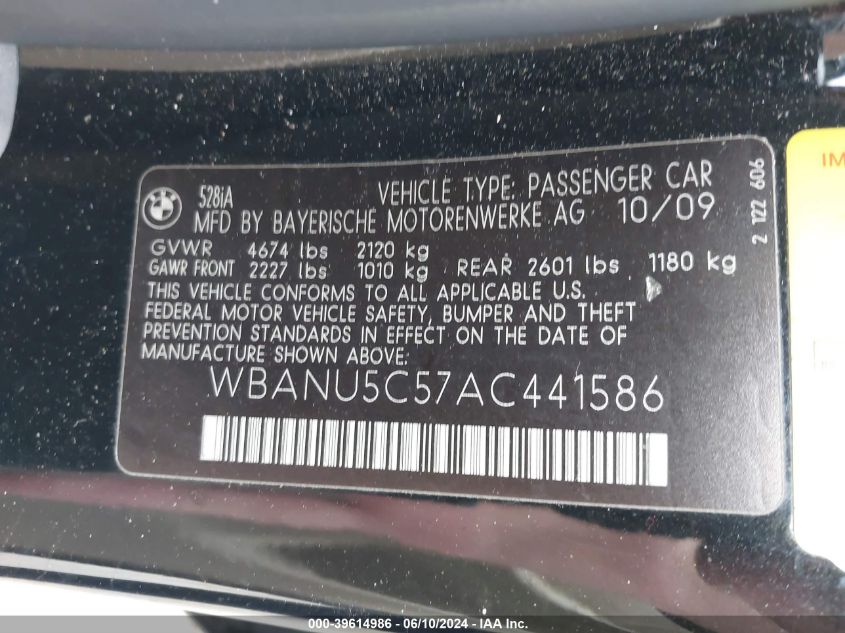 528iA
VEHICLE TYPE: PASSENGER CAR
MFD BY BAYERISCHE MOTORENWERKE AG 10/09
GVWR 4674 lbs 2120 kg
GAWR FRONT 2227 lbs 1010 kg REAR 2601 lbs 1180 kg
THIS VEHICLE CONFORMS TO ALL APPLICABLE U.S.
FEDERAL MOTOR VEHICLE SAFETY, BUMPER AND THEFT
PREVENTION STANDARDS IN EFFECT ON THE DATE OF
MANUFACTURE SHOWN ABOVE:
WBANU5C57AC441586
2 122 606
IM
000-39614986 - 06/10/2024 - IAA Inc.